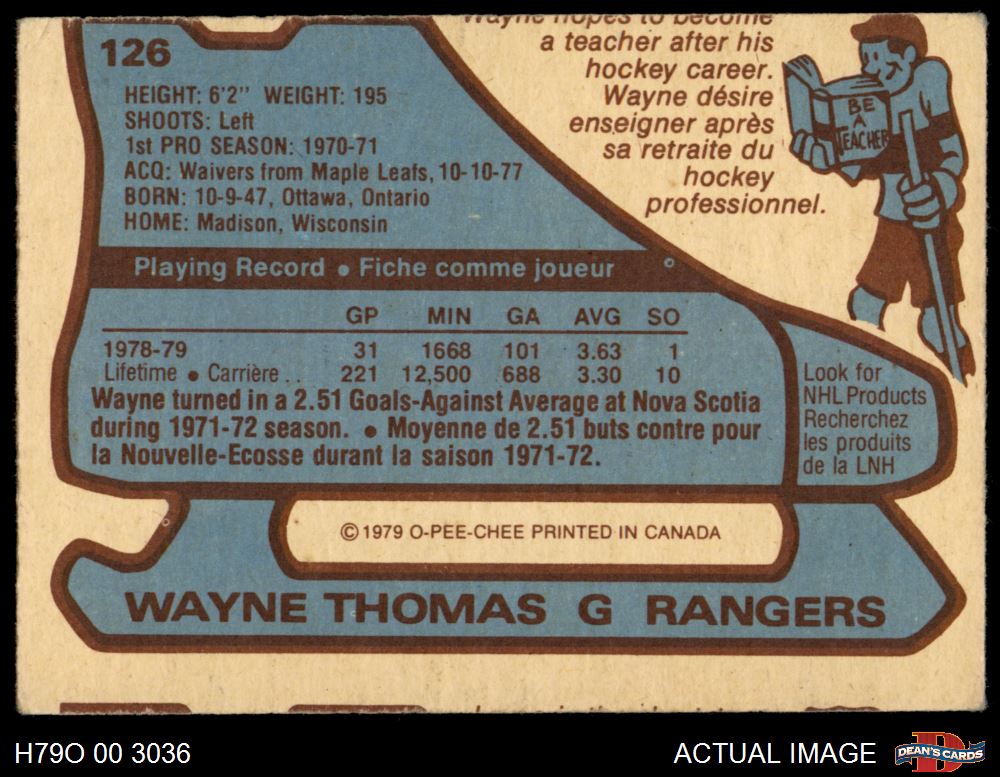 Wayne hopes to become
a teacher after his
hockey career.
Wayne désire
enseigner après
sa retraite du
hockey
professionnel.
BE
A
TEACHER
126
HEIGHT: 6'2" WEIGHT: 195
SHOOTS: Left
1st PRO SEASON: 1970-71
ACQ: Waivers from Maple Leafs, 10-10-77
BORN: 10-9-47, Ottawa, Ontario
HOME: Madison, Wisconsin
Playing Record • Fiche comme joueur
GP MIN GA AVG SO
1978-79 31 1668 101 3.63 1
Lifetime • Carrière . . 221 12,500 688 3.30 10
Wayne turned in a 2.51 Goals-Against Average at Nova Scotia
during 1971-72 season. • Moyenne de 2.51 buts contre pour
la Nouvelle-Ecosse durant la saison 1971-72.
Look for
NHL Products
Recherchez
les produits
de la LNH
© 1979 O-PEE-CHEE PRINTED IN CANADA
WAYNE THOMAS G RANGERS
H79O 00 3036
ACTUAL IMAGE
D
DEAN'S CARDS